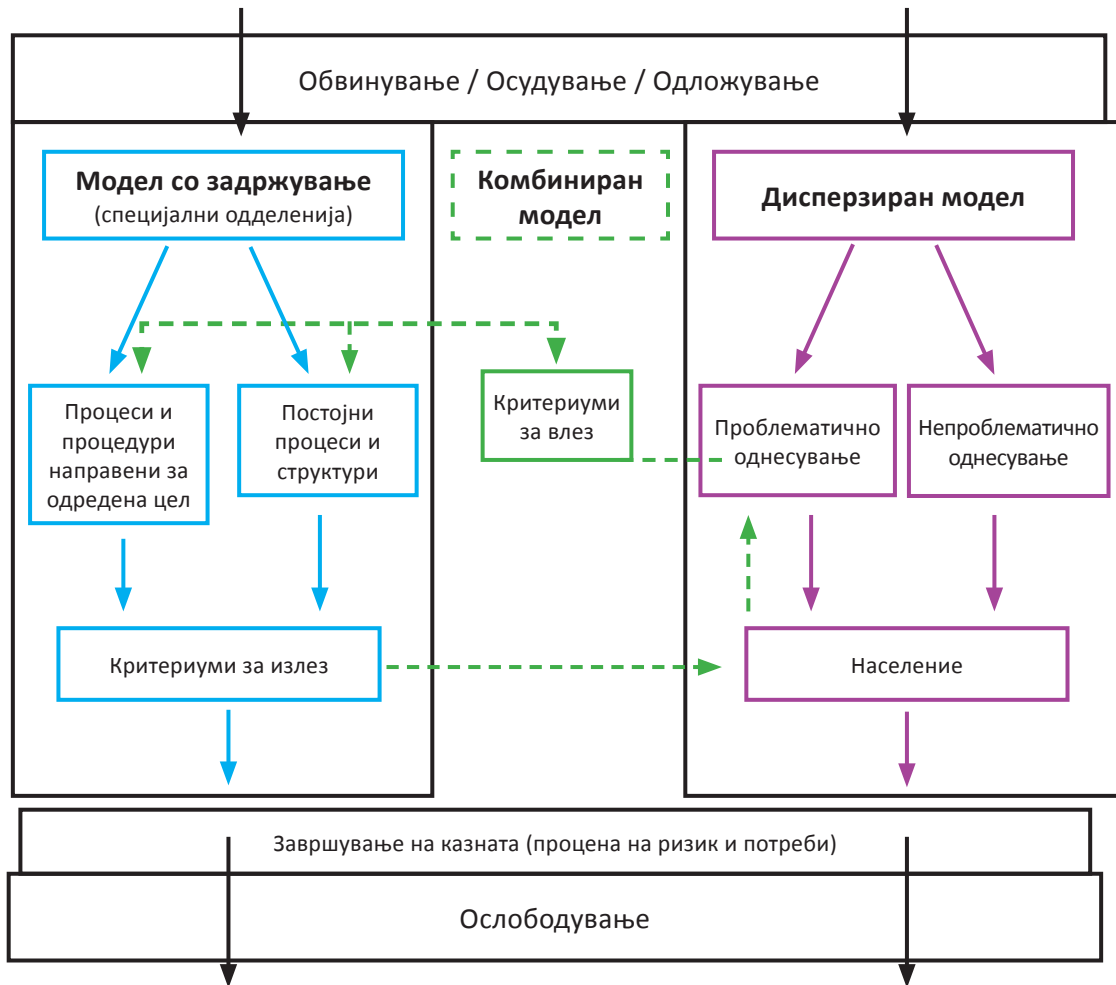 Обвинување / Осудување / Одложување
Модел со задржување
(специјални одделенија)
Комбиниран
модел
Дисперзиран модел
Процеси и
процедури
направени за
одредена цел
Постојни
процеси и
структури
Критериуми
за влез
Проблематично
однесување
Непроблематично
однесување
Критериуми за излез
Население
Завршување на казната (процена на ризик и потреби)
Ослободување